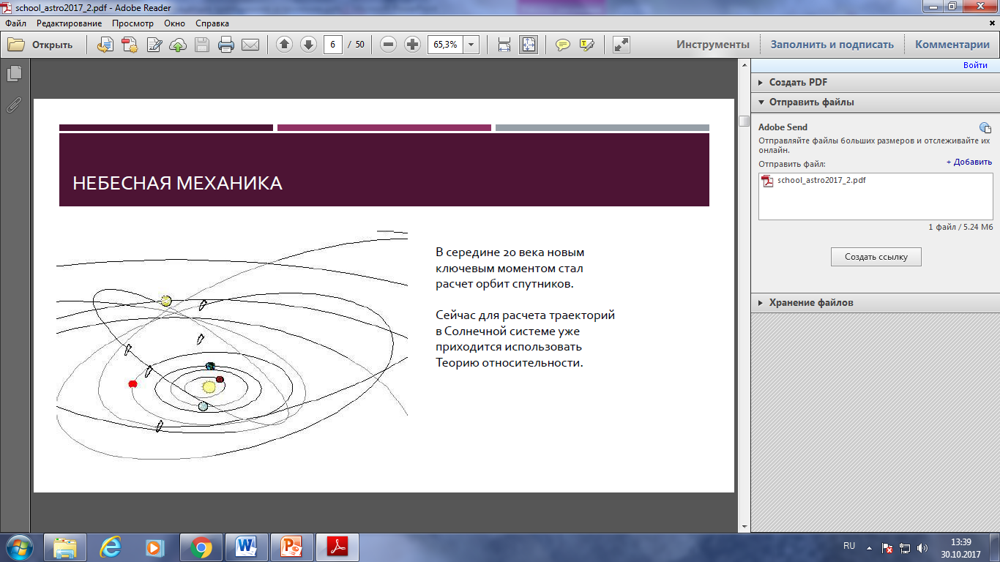 school_astro2017_2.pdf - Adobe Reader
Файл Редактирование Просмотр Окно Справка
Открыть 6 / 50 65,3% Инструменты Заполнить и подписать Комментарии
Войти
Создать PDF
Отправить файлы
Adobe Send
Отправляйте файлы больших размеров и отслеживайте их
онлайн.
Отправить файл: + Добавить
school_astro2017_2.pdf
1 файл / 5.24 Мб
Создать ссылку
Хранение файлов
НЕБЕСНАЯ МЕХАНИКА
В середине 20 века новым
ключевым моментом стал
расчет орбит спутников.
Сейчас для расчета траекторий
в Солнечной системе уже
приходится использовать
Теорию относительности.
RU 13:39
30.10.2017